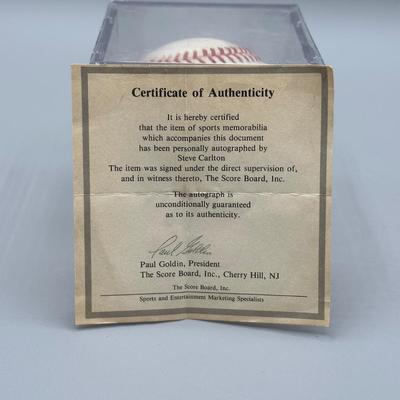 Certificate of Authenticity
It is hereby certified
that the item of sports memorabilia
which accompanies this document
has been personally autographed by
Steve Carlton
The item was signed under the direct supervision of,
and in witness thereto, The Score Board, Inc.
The autograph is
unconditionally guaranteed
as to its authenticity.
Paul Goldin
Paul Goldin, President
The Score Board, Inc., Cherry Hill, NJ
The Score Board, Inc.
Sports and Entertainment Marketing Specialists